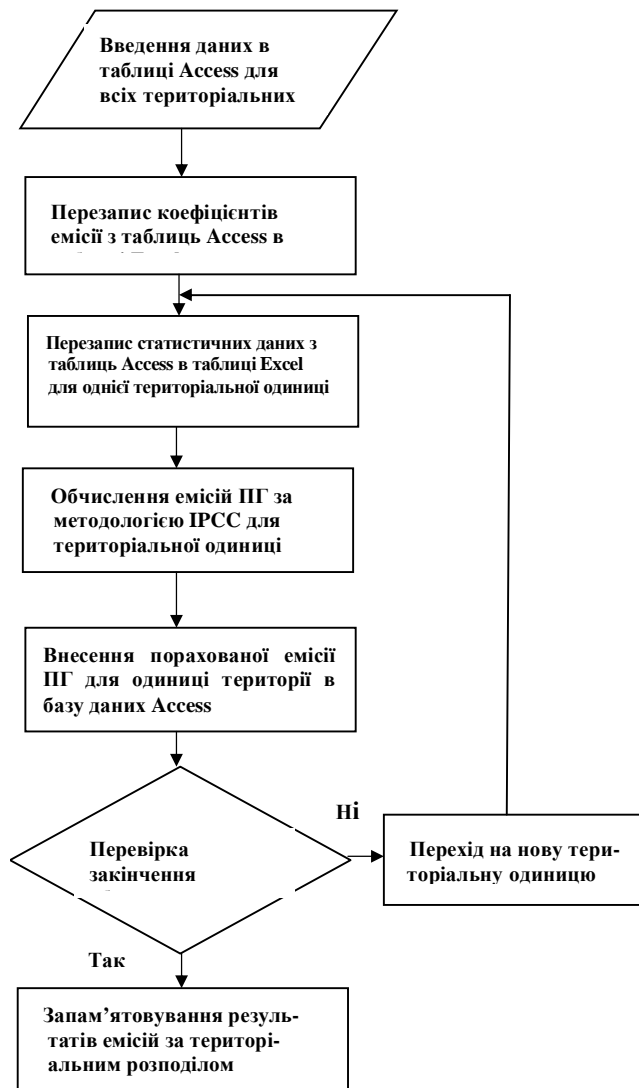 Введення даних в
таблиці Access для
всіх територіальних
Перезапис коефіцієнтів
емісії з таблиць Access в
Перезапис статистичних даних з
таблиць Access в таблиці Excel
для однієї територіальної одиниці
Обчислення емісій ПГ за
методологією IPCC для
територіальної одиниці
Внесення порахованої емісії
ПГ для одиниці території в
базу даних Access
Перевірка
закінчення
Ні
Перехід на нову тери-
торіальну одиницю
Так
Запам’ятовування резуль-
татів емісій за територі-
альним розподілом